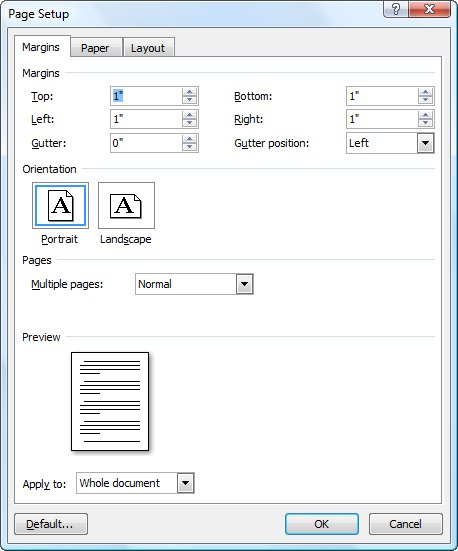 Page Setup
Margins Paper Layout
Margins
Top: 1" Bottom: 1"
Left: 1" Right: 1"
Gutter: 0" Gutter position: Left
Orientation
A A
Portrait Landscape
Pages
Multiple pages: Normal
Preview
Apply to: Whole document
Default... OK Cancel